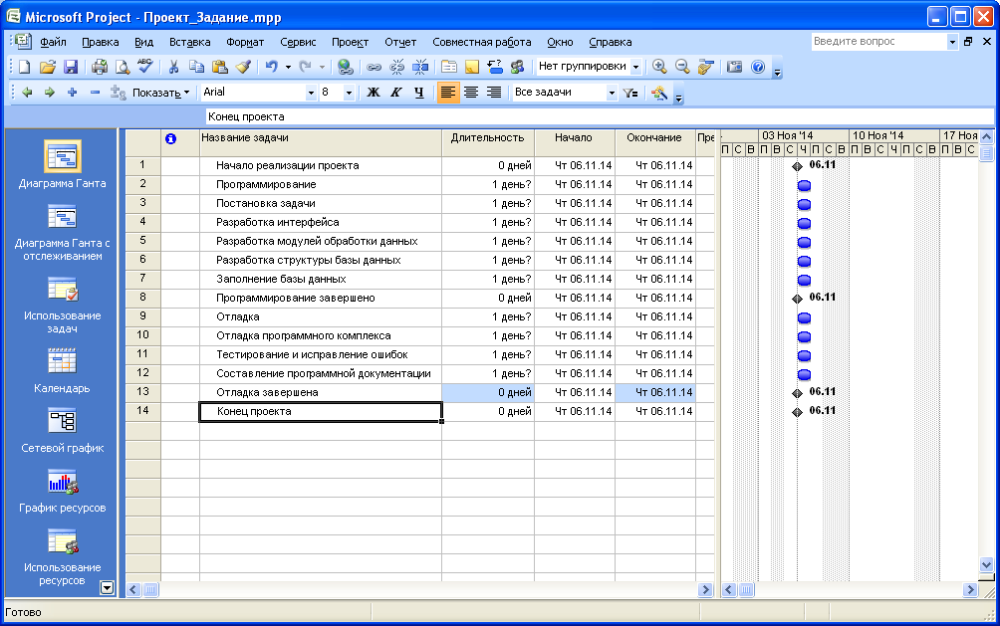 Microsoft Project - Проект_Задание.mpp
Файл Правка Вид Вставка Формат Сервис Проект Отчет Совместная работа Окно Справка Введите вопрос
Нет группировки
Показать Arial 8 Ж К Ч Все задачи
Конец проекта
Диаграмма Ганта
Диаграмма Ганта с отслеживанием
Использование задач
Календарь
Сетевой график
График ресурсов
Использование ресурсов
Название задачи Длительность Начало Окончание Пре
03 Ноя '14 10 Ноя '14 17 Ноя
П С В П В С Ч П С В П В С Ч П С В П В С
1 Начало реализации проекта 0 дней Чт 06.11.14 Чт 06.11.14 06.11
2 Программирование 1 день? Чт 06.11.14 Чт 06.11.14
3 Постановка задачи 1 день? Чт 06.11.14 Чт 06.11.14
4 Разработка интерфейса 1 день? Чт 06.11.14 Чт 06.11.14
5 Разработка модулей обработки данных 1 день? Чт 06.11.14 Чт 06.11.14
6 Разработка структуры базы данных 1 день? Чт 06.11.14 Чт 06.11.14
7 Заполнение базы данных 1 день? Чт 06.11.14 Чт 06.11.14
8 Программирование завершено 0 дней Чт 06.11.14 Чт 06.11.14 06.11
9 Отладка 1 день? Чт 06.11.14 Чт 06.11.14
10 Отладка программного комплекса 1 день? Чт 06.11.14 Чт 06.11.14
11 Тестирование и исправление ошибок 1 день? Чт 06.11.14 Чт 06.11.14
12 Составление программной документации 1 день? Чт 06.11.14 Чт 06.11.14
13 Отладка завершена 0 дней Чт 06.11.14 Чт 06.11.14 06.11
14 Конец проекта 0 дней Чт 06.11.14 Чт 06.11.14 06.11
Готово